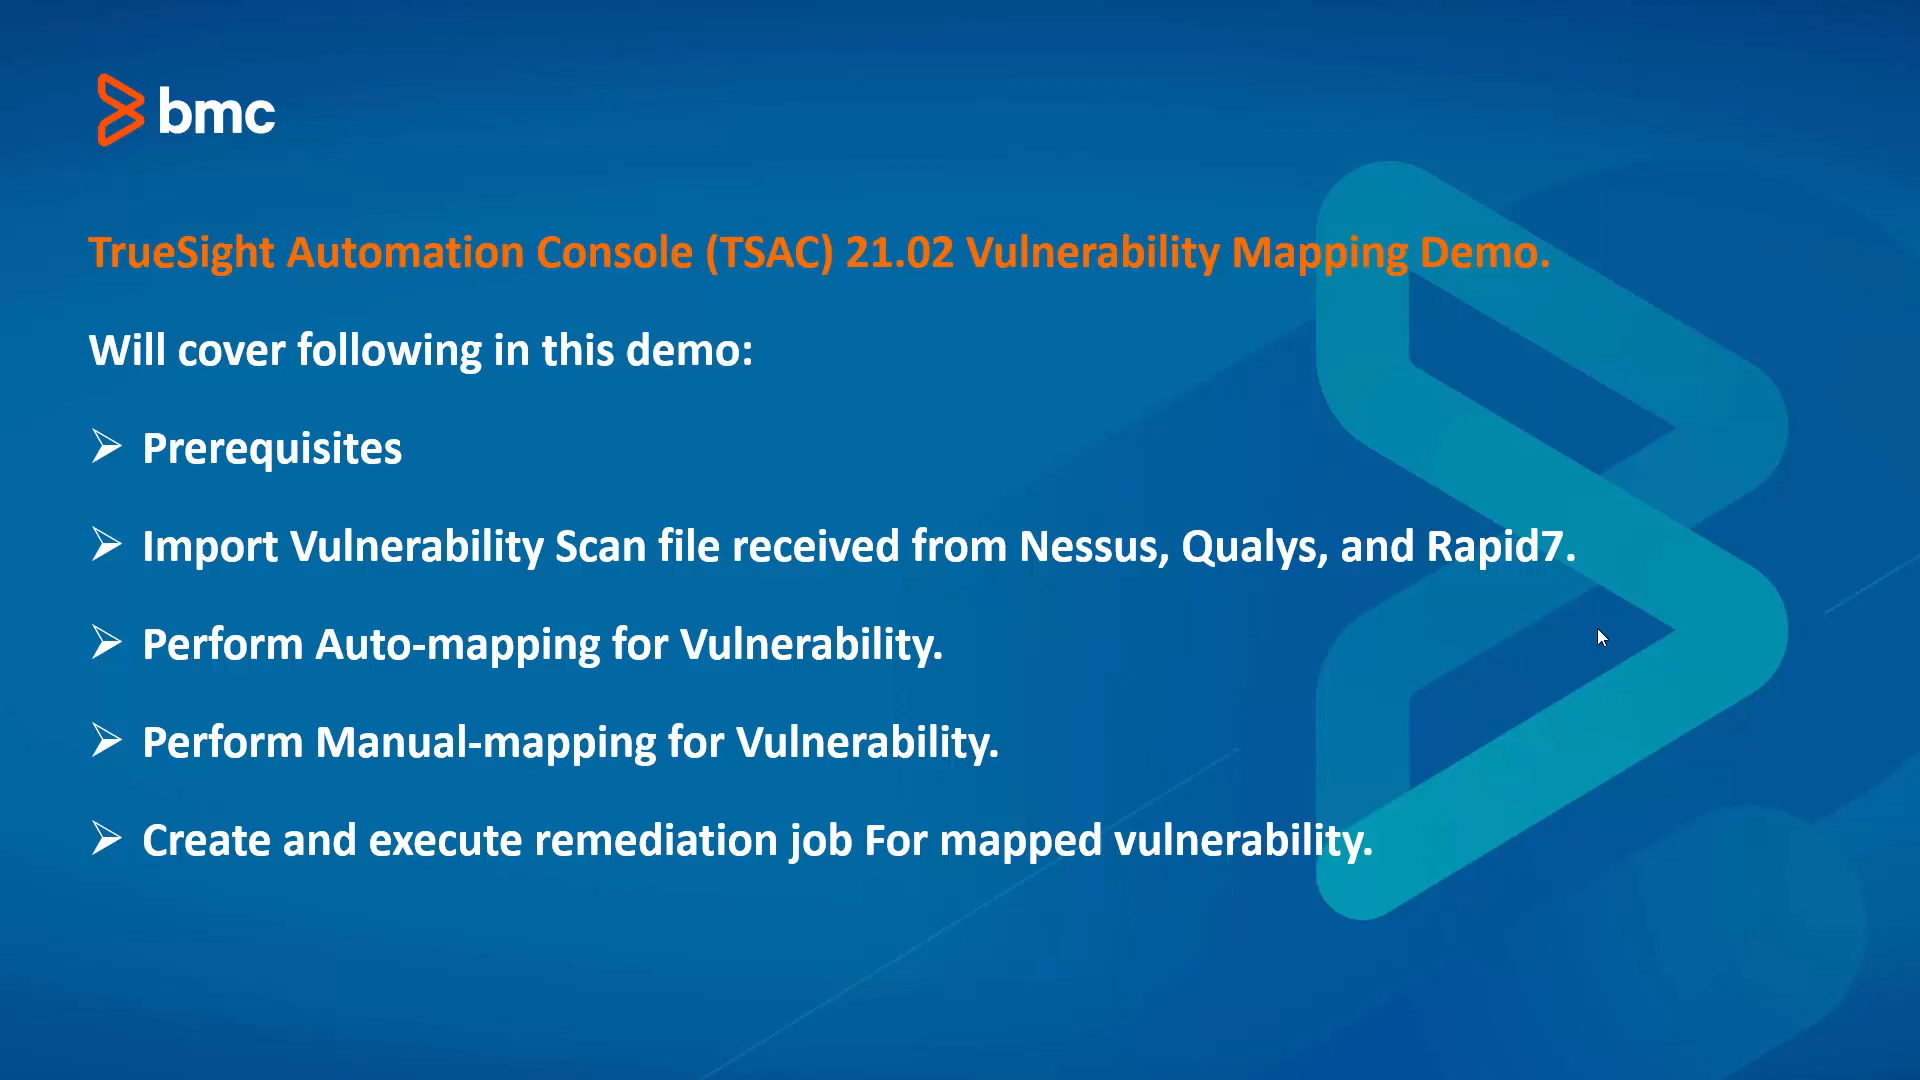 bmc
TrueSight Automation Console (TSAC) 21.02 Vulnerability Mapping Demo.
Will cover following in this demo:
➢ Prerequisites
➢ Import Vulnerability Scan file received from Nessus, Qualys, and Rapid7.
➢ Perform Auto-mapping for Vulnerability.
➢ Perform Manual-mapping for Vulnerability.
➢ Create and execute remediation job For mapped vulnerability.